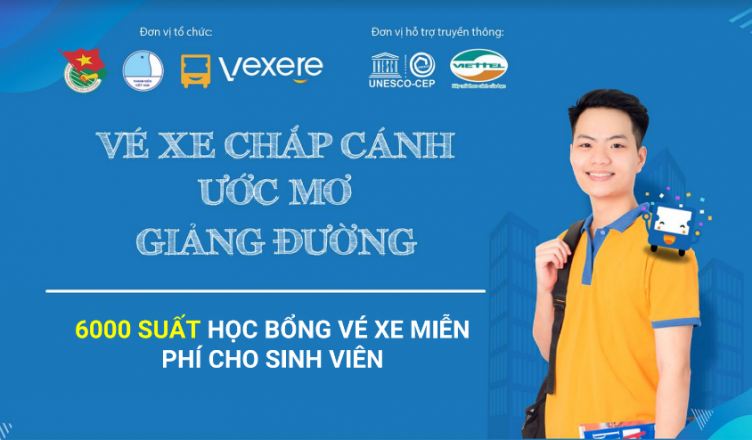 Đơn vị tổ chức:
Đơn vị hỗ trợ truyền thông:
vexere
UNESCO-CEP
VIETTEL
VÉ XE CHẮP CÁNH
ƯỚC MƠ
GIẢNG ĐƯỜNG
6000 SUẤT HỌC BỔNG VÉ XE MIỄN
PHÍ CHO SINH VIÊN